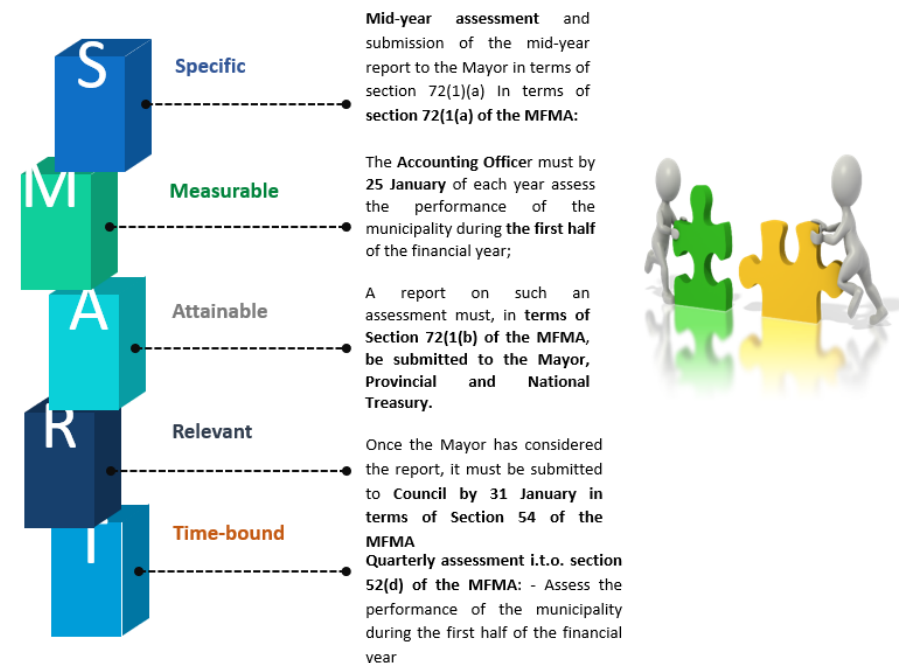 S
Specific
Mid-year assessment and
submission of the mid-year
report to the Mayor in terms of
section 72(1)(a) In terms of
section 72(1(a) of the MFMA:
M
Measurable
The Accounting Officer must by
25 January of each year assess
the performance of the
municipality during the first half
of the financial year;
A
Attainable
A report on such an
assessment must, in terms of
Section 72(1(b) of the MFMA,
be submitted to the Mayor,
Provincial and National
Treasury.
R
Relevant
Once the Mayor has considered
the report, it must be submitted
to Council by 31 January in
terms of Section 54 of the
MFMA
T
Time-bound
Quarterly assessment i.t.o. section
52(d) of the MFMA: - Assess the
performance of the municipality
during the first half of the financial
year